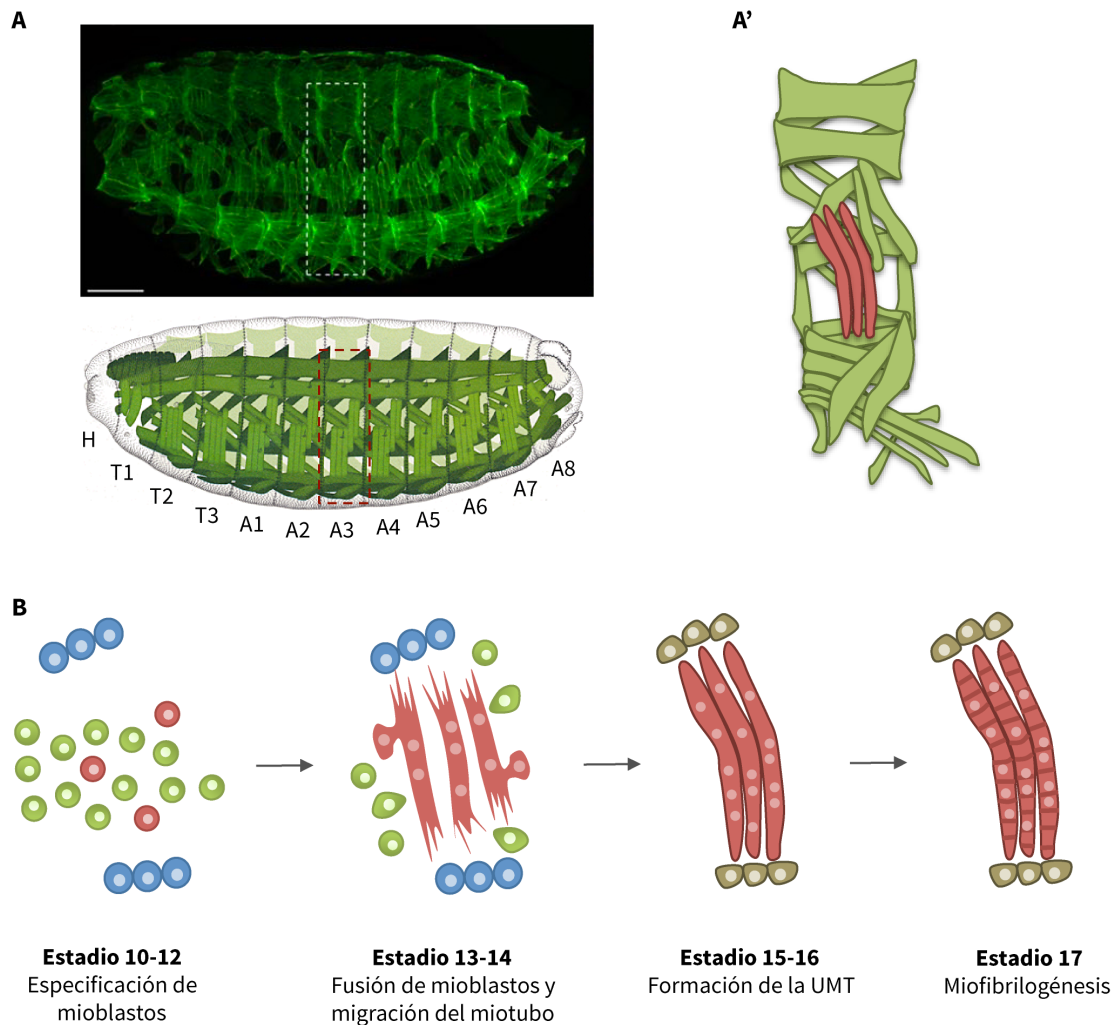 A
A’
H
T1
T2
T3
A1
A2
A3
A4
A5
A6
A7
A8
B
Estadio 10-12
Especificación de
mioblastos
Estadio 13-14
Fusión de mioblastos y
migración del miotubo
Estadio 15-16
Formación de la UMT
Estadio 17
Miofibrilogénesis